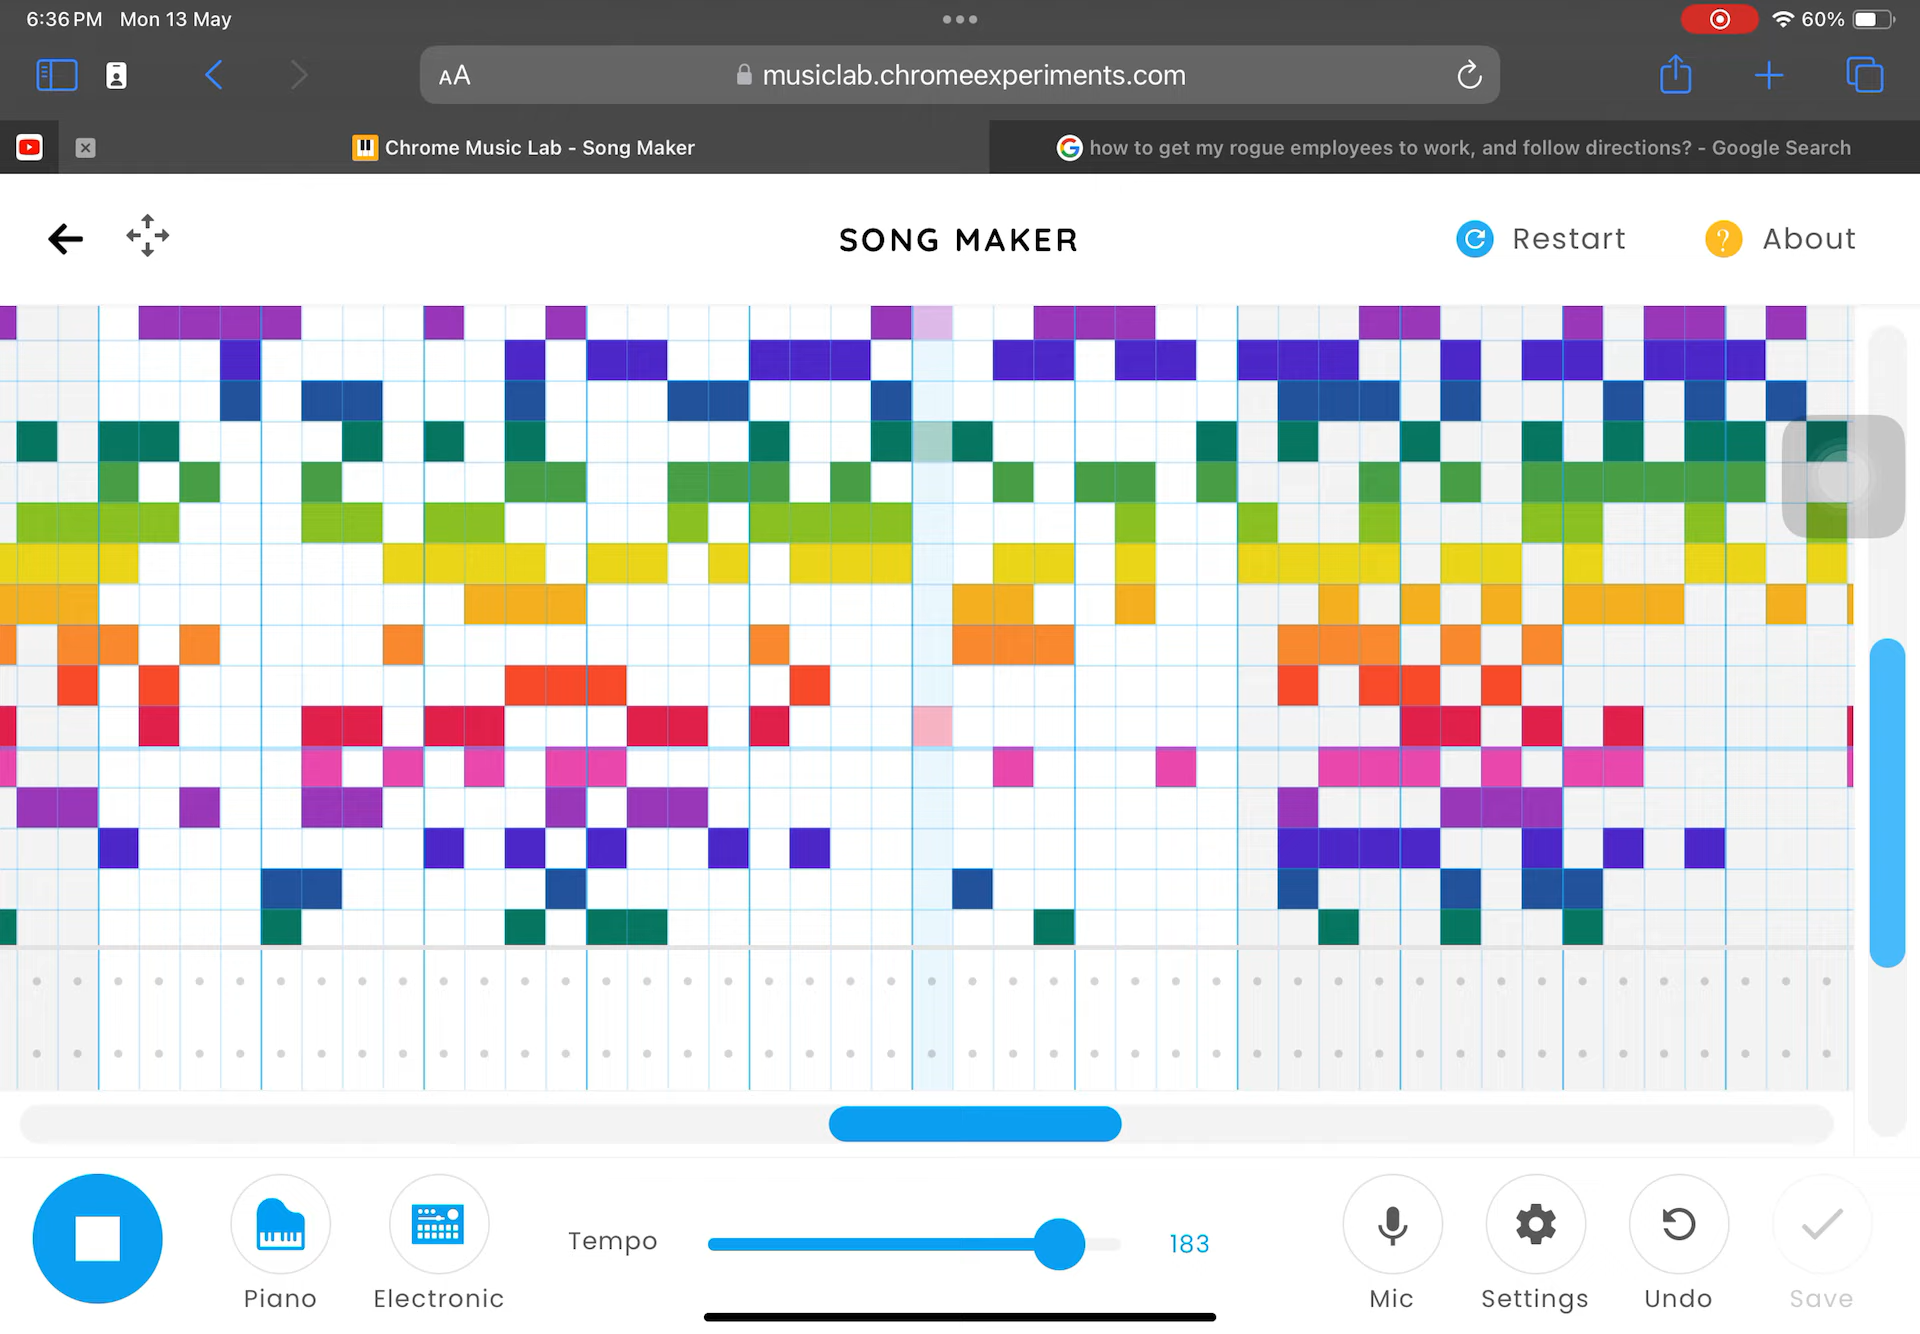 6:36 PM Mon 13 May
60%
AA
musiclab.chromeexperiments.com
Chrome Music Lab - Song Maker
how to get my rogue employees to work, and follow directions? - Google Search
SONG MAKER
Restart
? About
Tempo
183
Piano
Electronic
Mic
Settings
Undo
Save